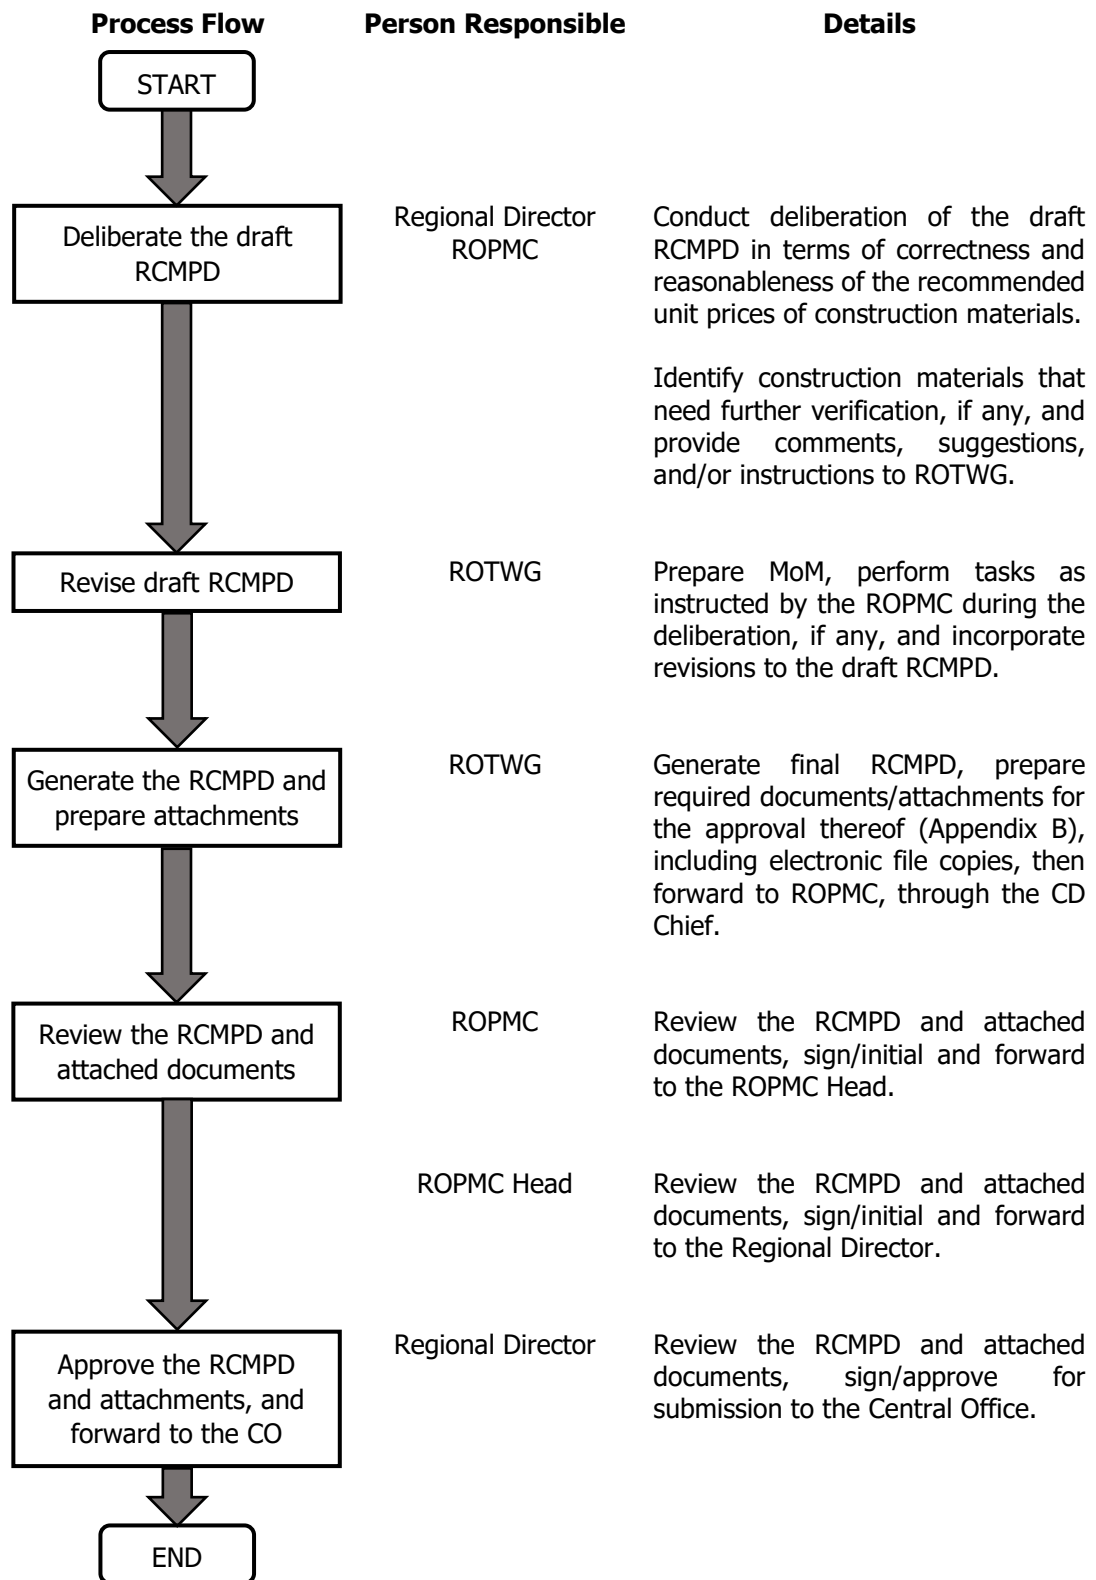 Process Flow Person Responsible Details
START
Deliberate the draft
RCMPD
Regional Director
ROPMC
Conduct deliberation of the draft
RCMPD in terms of correctness and
reasonableness of the recommended
unit prices of construction materials.
Identify construction materials that
need further verification, if any, and
provide comments, suggestions,
and/or instructions to ROTWG.
Revise draft RCMPD
ROTWG
Prepare MoM, perform tasks as
instructed by the ROPMC during the
deliberation, if any, and incorporate
revisions to the draft RCMPD.
Generate the RCMPD and
prepare attachments
ROTWG
Generate final RCMPD, prepare
required documents/attachments for
the approval thereof (Appendix B),
including electronic file copies, then
forward to ROPMC, through the CD
Chief.
Review the RCMPD and
attached documents
ROPMC
Review the RCMPD and attached
documents, sign/initial and forward
to the ROPMC Head.
ROPMC Head
Review the RCMPD and attached
documents, sign/initial and forward
to the Regional Director.
Approve the RCMPD
and attachments, and
forward to the CO
Regional Director
Review the RCMPD and attached
documents, sign/approve for
submission to the Central Office.
END